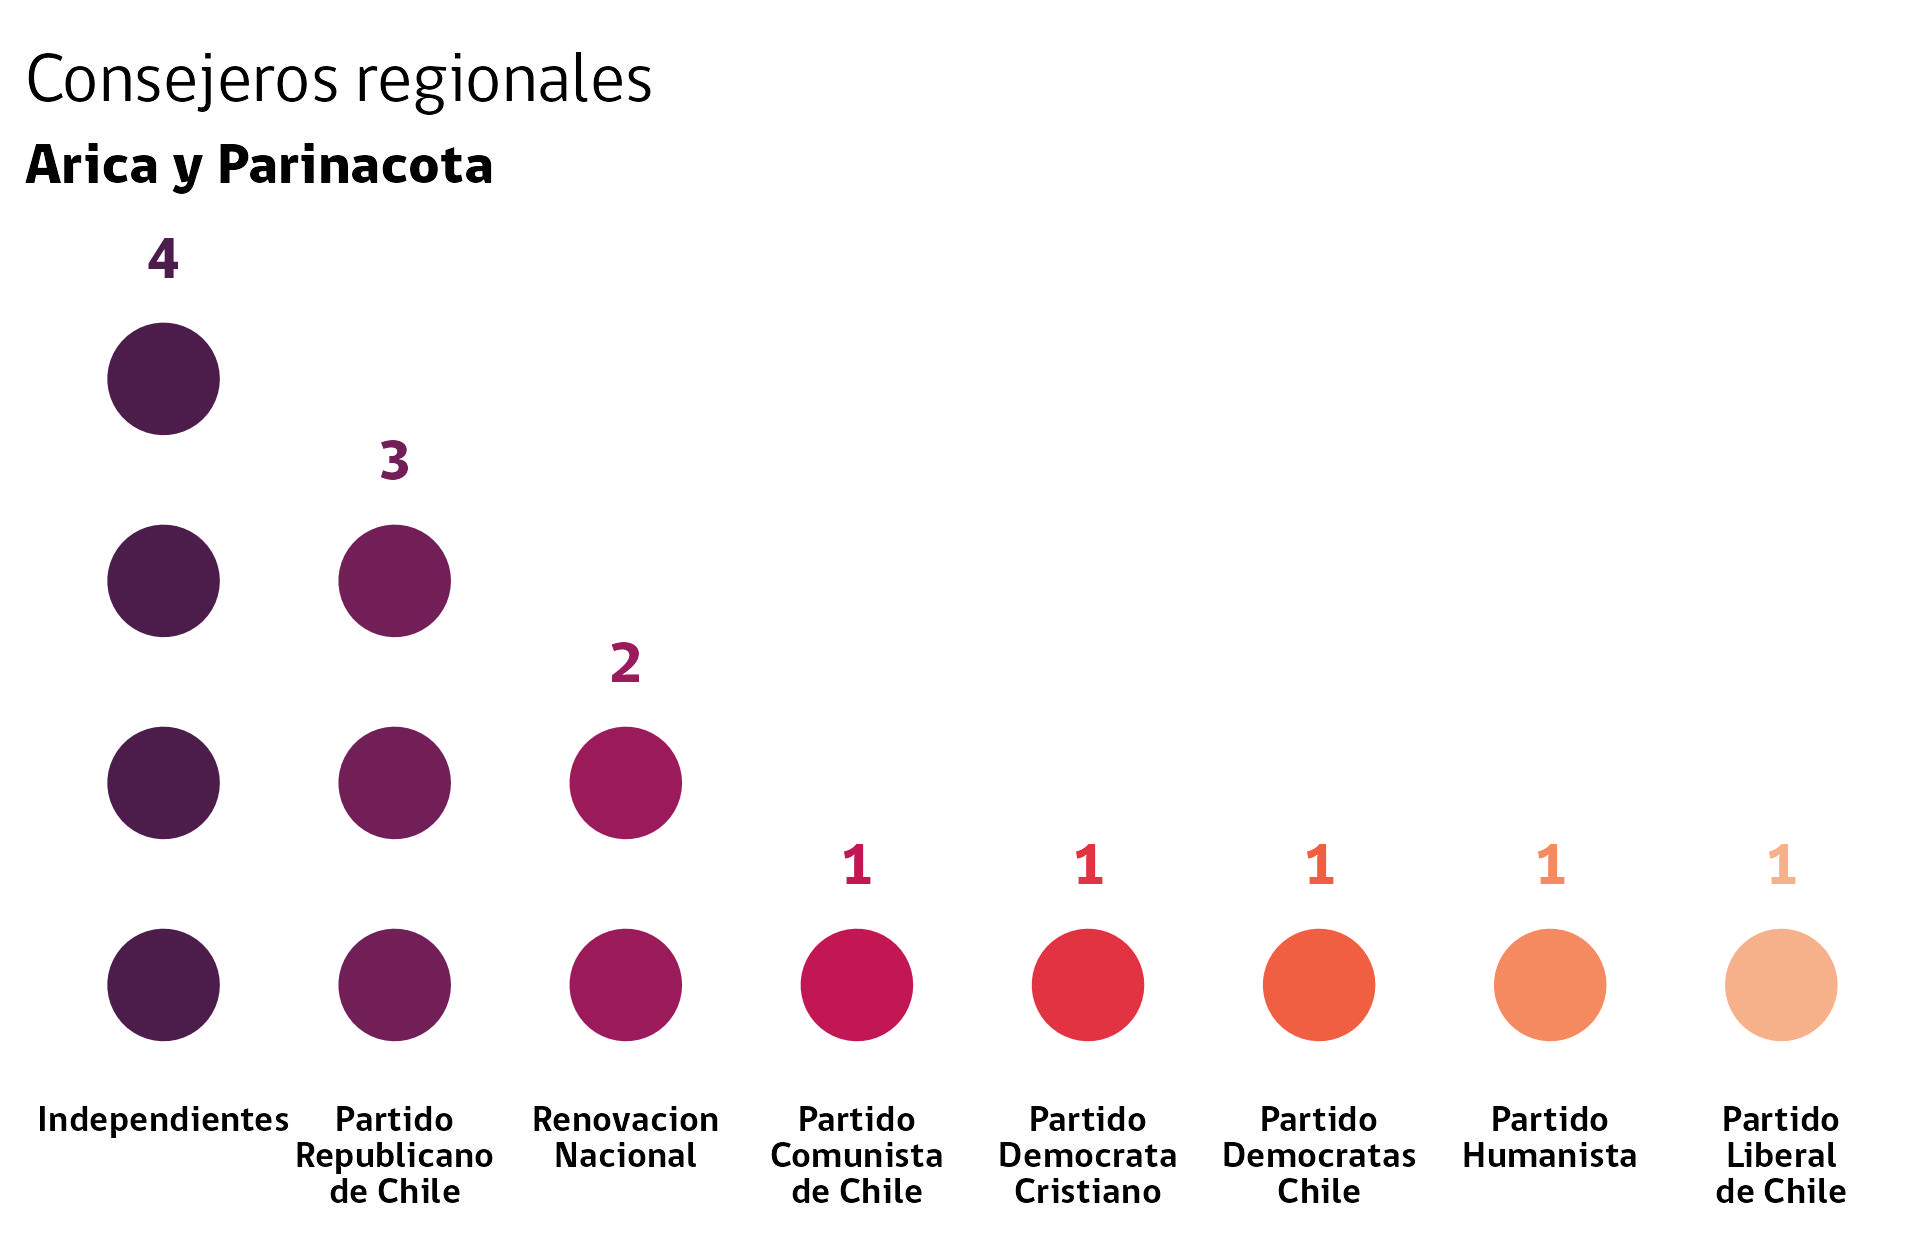 Consejeros regionales
Arica y Parinacota
4
3
2
1
1
1
1
1
Independientes
Partido
Republicano
de Chile
Renovacion
Nacional
Partido
Comunista
de Chile
Partido
Democrata
Cristiano
Partido
Democratas
Chile
Partido
Humanista
Partido
Liberal
de Chile